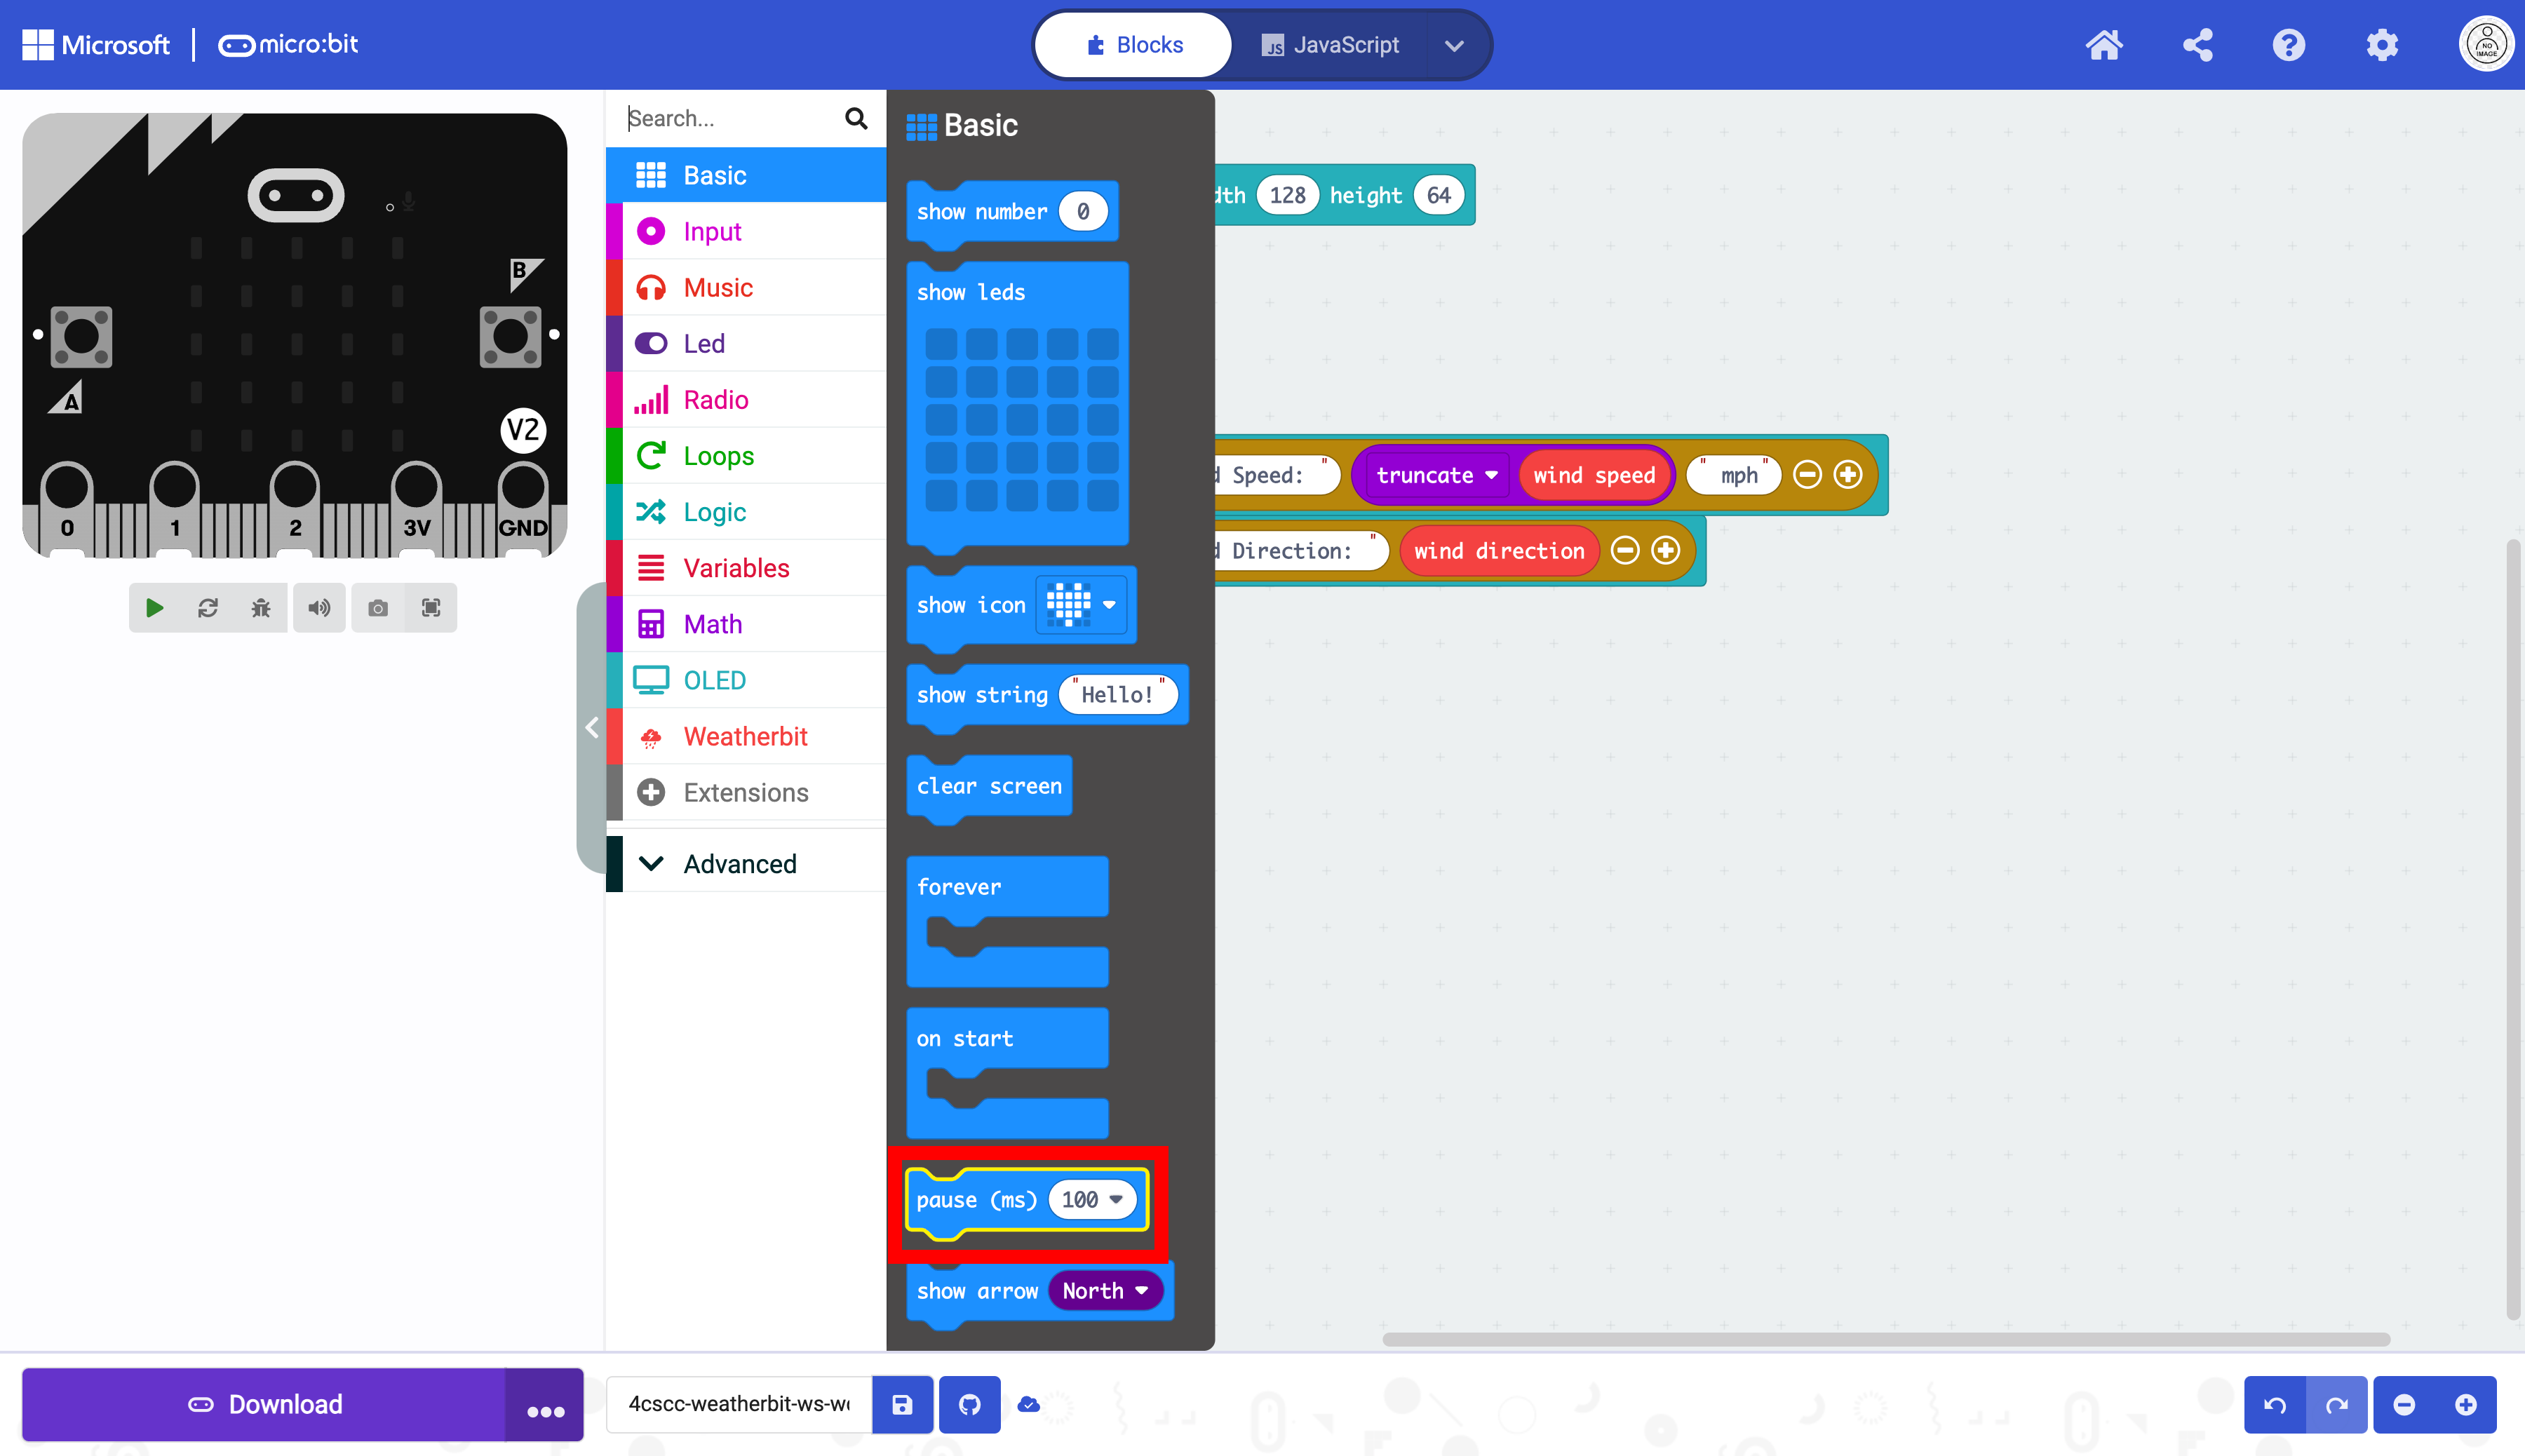 Microsoft
micro:bit
Blocks
JavaScript
NO
IMAGE
Search...
Basic
Input
Music
Led
Radio
Loops
Logic
Variables
Math
OLED
Weatherbit
Extensions
Advanced
A
B
V2
0
1
2
3V
GND
Basic
show number 0
show leds
show icon
show string "Hello!"
clear screen
forever
on start
pause (ms) 100
show arrow North
128 height 64
Speed: " truncate wind speed " mph "
Direction: " wind direction
Download
4cscc-weatherbit-ws-w